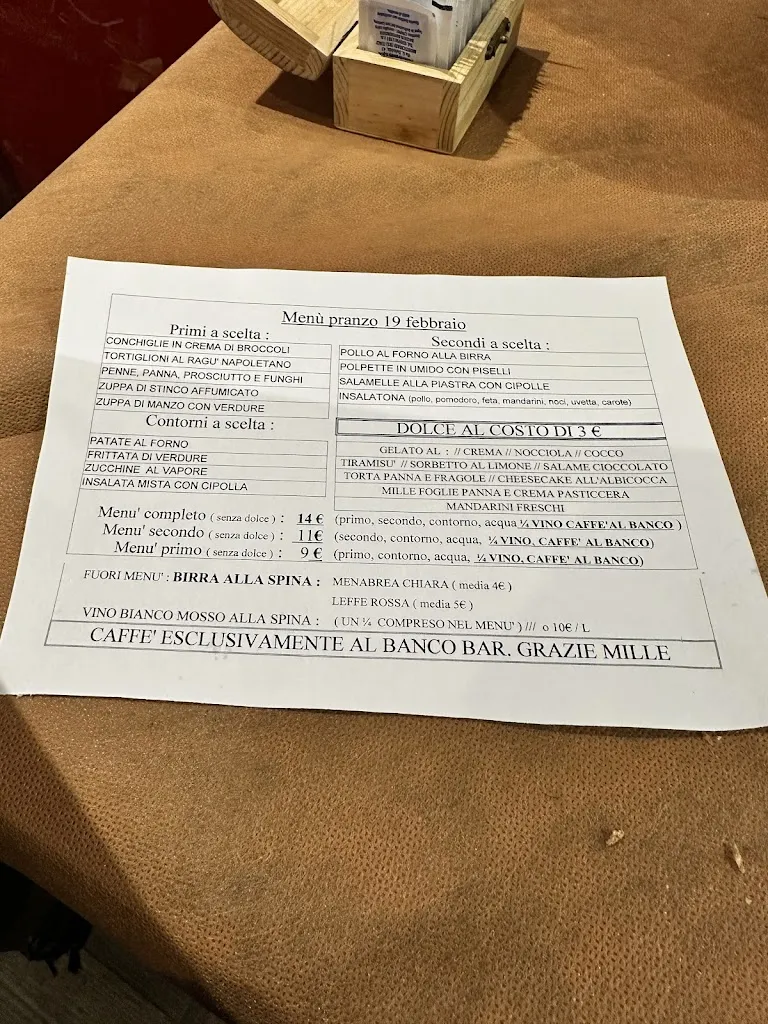 Menù pranzo 19 febbraio
Primi a scelta :
CONCHIGLIE IN CREMA DI BROCCOLI
TORTIGLIONI AL RAGU' NAPOLETANO
PENNE, PANNA, PROSCIUTTO E FUNGHI
ZUPPA DI STINCO AFFUMICATO
ZUPPA DI MANZO CON VERDURE
Contorni a scelta :
PATATE AL FORNO
FRITTATA DI VERDURE
ZUCCHINE AL VAPORE
INSALATA MISTA CON CIPOLLA
Secondi a scelta :
POLLO AL FORNO ALLA BIRRA
POLPETTE IN UMIDO CON PISELLI
SALAMELLE ALLA PIASTRA CON CIPOLLE
INSALATONA (pollo, pomodoro, feta, mandarini, noci, uvetta, carote)
DOLCE AL COSTO DI 3 €
GELATO AL : // CREMA // NOCCIOLA // COCCO
TIRAMISU' // SORBETTO AL LIMONE // SALAME CIOCCOLATO
TORTA PANNA E FRAGOLE // CHEESECAKE ALL'ALBICOCCA
MILLE FOGLIE PANNA E CREMA PASTICCERA
MANDARINI FRESCHI
Menu' completo ( senza dolce ) : 14 € (primo, secondo, contorno, acqua ¼ VINO CAFFE' AL BANCO )
Menu' secondo ( senza dolce ) : 11€ (secondo, contorno, acqua, ¼ VINO, CAFFE' AL BANCO)
Menu' primo ( senza dolce ) : 9 € (primo, contorno, acqua, ¼ VINO, CAFFE' AL BANCO)
FUORI MENU' : BIRRA ALLA SPINA : MENABREA CHIARA ( media 4€ )
LEFFE ROSSA ( media 5€ )
VINO BIANCO MOSSO ALLA SPINA : ( UN ¼ COMPRESO NEL MENU' ) /// o 10€ / L
CAFFE' ESCLUSIVAMENTE AL BANCO BAR. GRAZIE MILLE